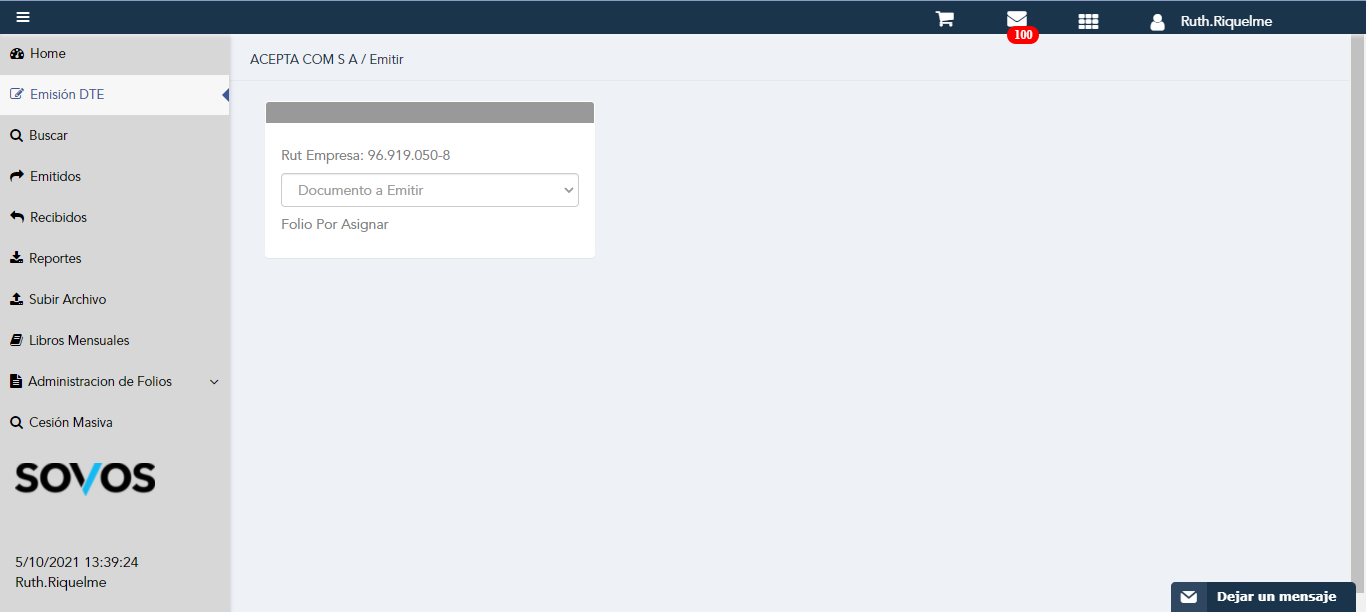 Ruth.Riquelme
100
Home
Emisión DTE
Buscar
Emitidos
Recibidos
Reportes
Subir Archivo
Libros Mensuales
Administracion de Folios
Cesión Masiva
SOVOS
5/10/2021 13:39:24
Ruth.Riquelme
ACEPTA COM S A / Emitir
Rut Empresa: 96.919.050-8
Documento a Emitir
Folio Por Asignar
Dejar un mensaje